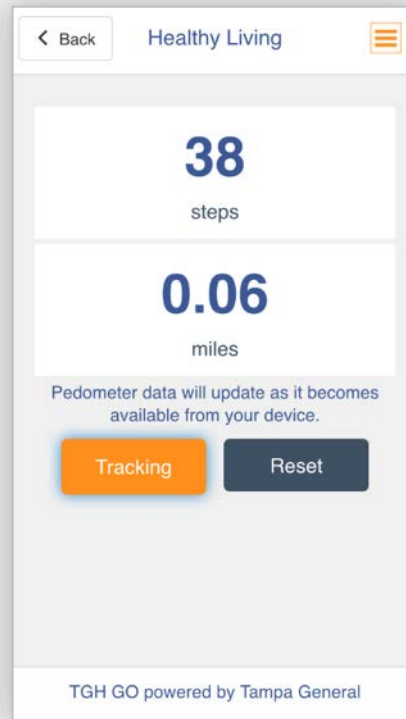 Back
Healthy Living
38
steps
0.06
miles
Pedometer data will update as it becomes
available from your device.
Tracking
Reset
TGH GO powered by Tampa General